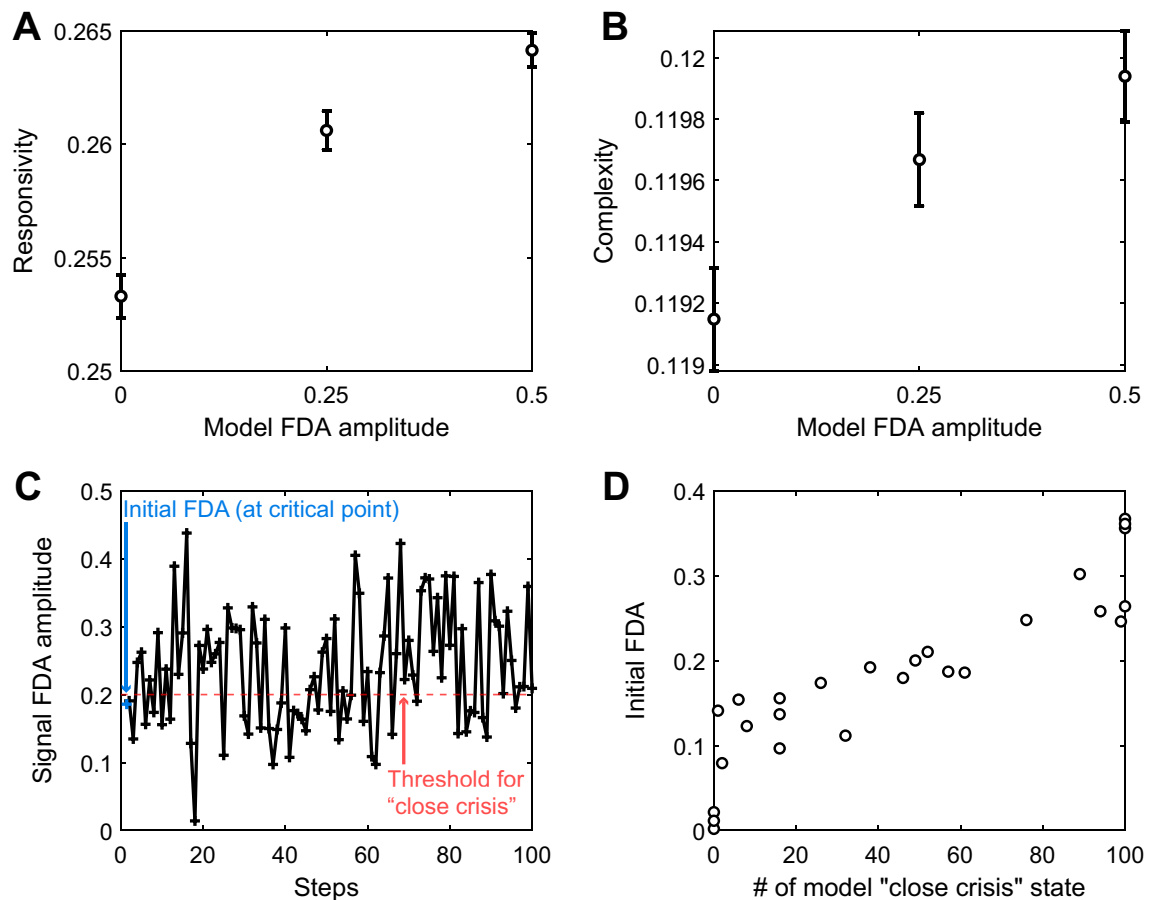 A
0.265
0.26
0.255
0.25
Responsivity
0
0.25
0.5
Model FDA amplitude
B
0.12
0.1198
0.1196
0.1194
0.1192
0.119
Complexity
0
0.25
0.5
Model FDA amplitude
C
0.5
0.4
0.3
0.2
0.1
0
Signal FDA amplitude
Initial FDA (at critical point)
Threshold for
“close crisis”
0
20
40
60
80
100
Steps
D
0.4
0.3
0.2
0.1
0
Initial FDA
0
20
40
60
80
100
# of model "close crisis" state